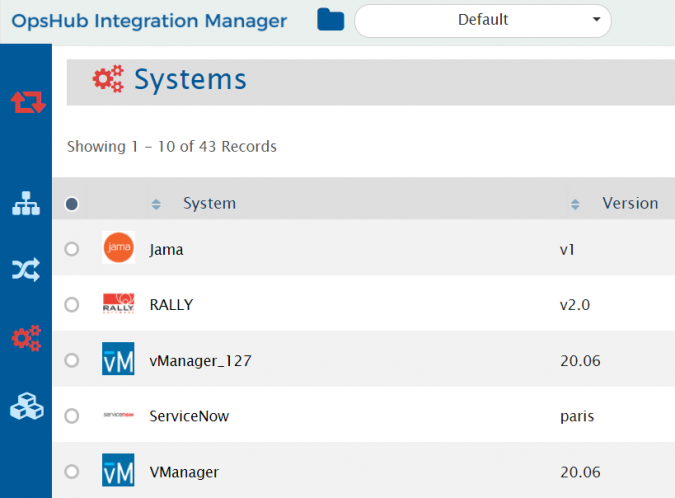 OpsHub Integration Manager Default
Systems
Showing 1 – 10 of 43 Records
System Version
jama Jama v1
RALLY RALLY v2.0
vM vManager_127 20.06
servicenow ServiceNow paris
vM VManager 20.06